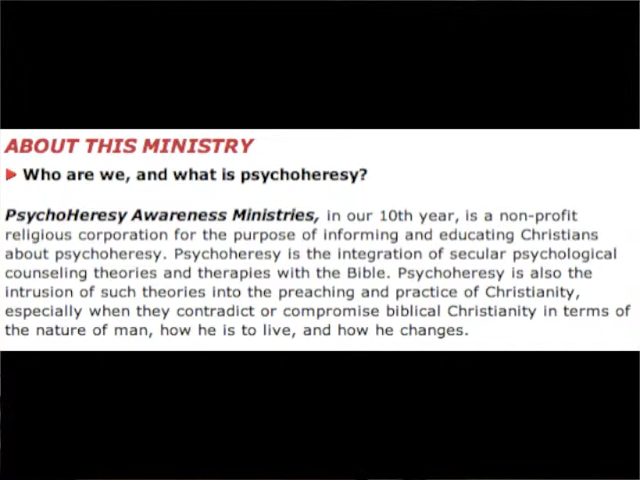 ABOUT THIS MINISTRY
Who are we, and what is psychoheresy?
PsychoHeresy Awareness Ministries, in our 10th year, is a non-profit
religious corporation for the purpose of informing and educating Christians
about psychoheresy. Psychoheresy is the integration of secular psychological
counseling theories and therapies with the Bible. Psychoheresy is also the
intrusion of such theories into the preaching and practice of Christianity,
especially when they contradict or compromise biblical Christianity in terms of
the nature of man, how he is to live, and how he changes.